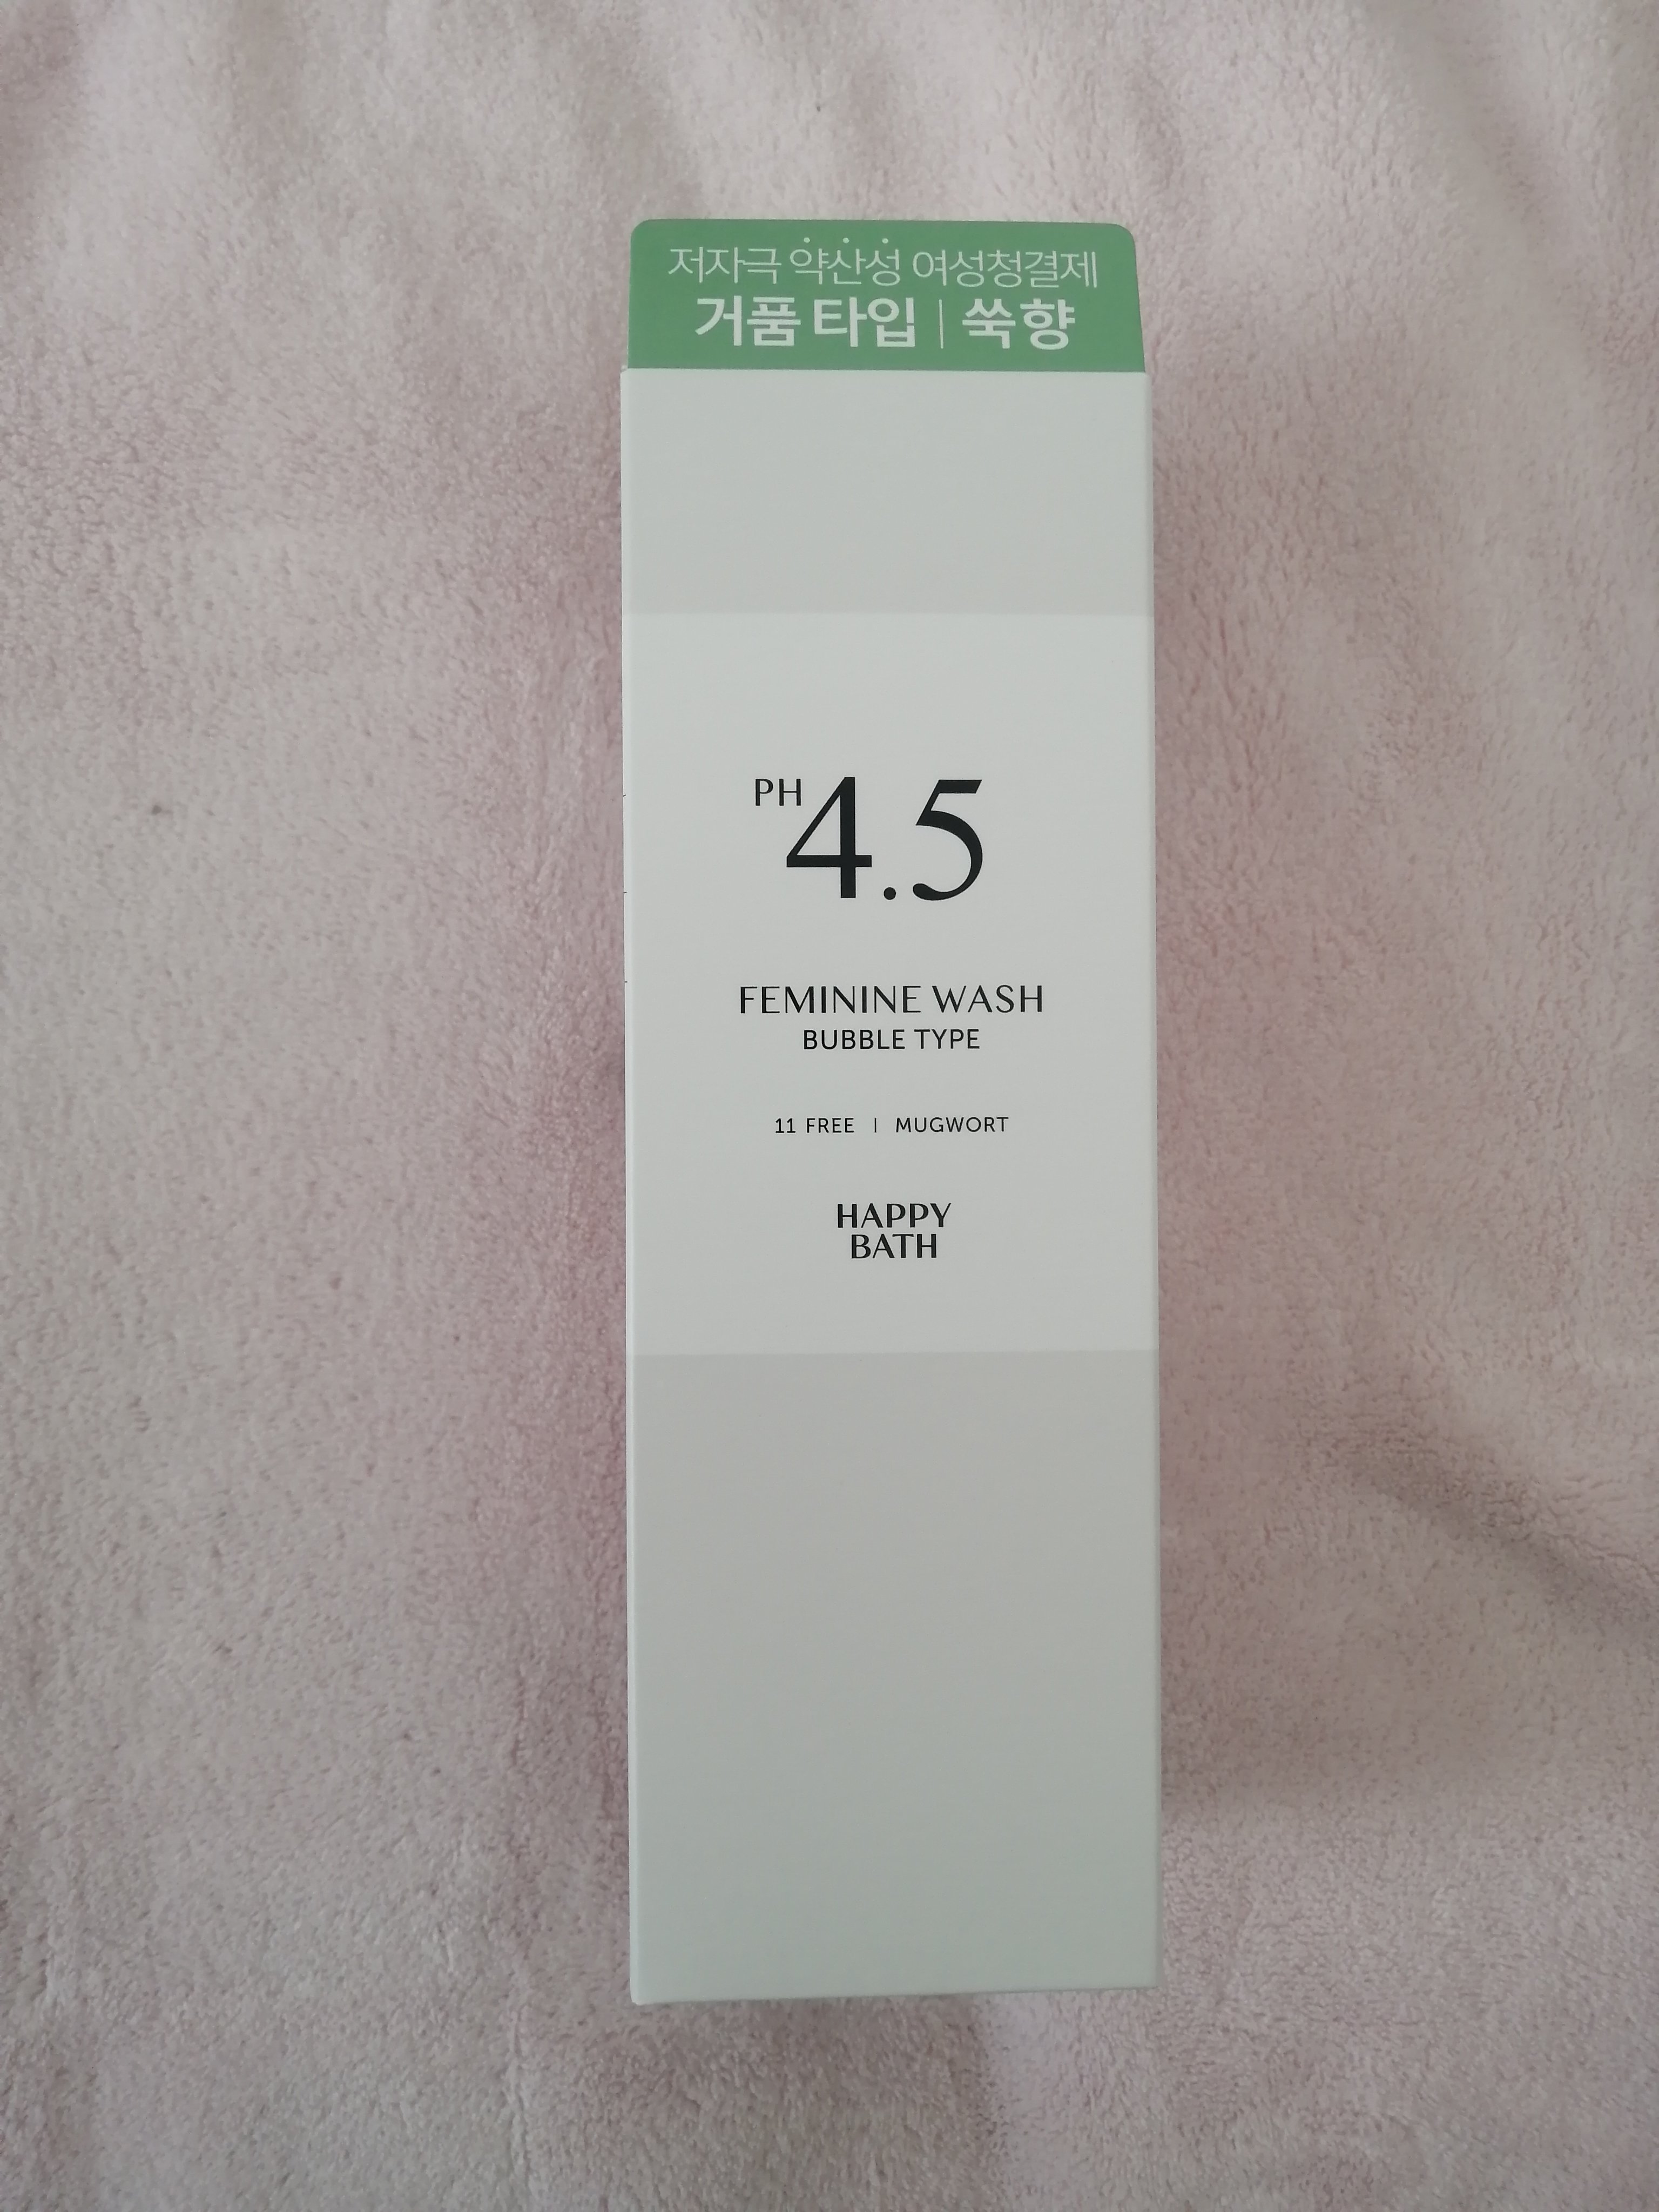 저자극 약산성 여성청결제
거품 타입 | 쑥향
PH 4.5
FEMININE WASH
BUBBLE TYPE
11 FREE | MUGWORT
HAPPY
BATH